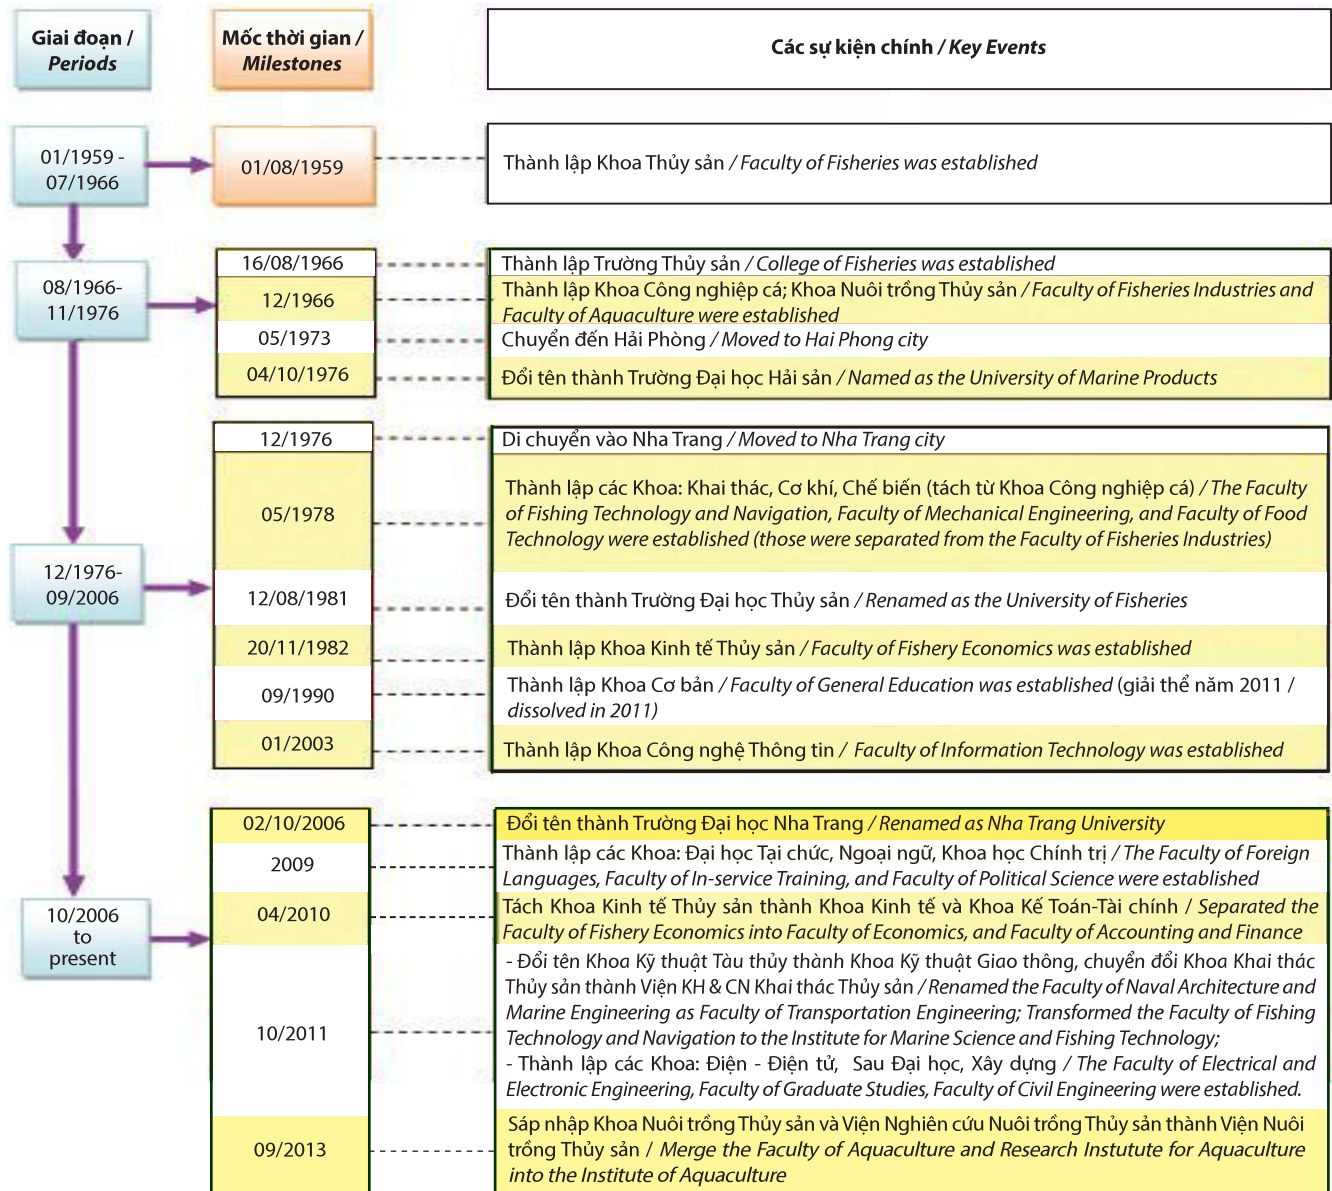 Giai đoạn /
Periods
Mốc thời gian /
Milestones
Các sự kiện chính / Key Events
01/1959 -
07/1966
01/08/1959
Thành lập Khoa Thủy sản / Faculty of Fisheries was established
08/1966-
11/1976
16/08/1966
Thành lập Trường Thủy sản / College of Fisheries was established
12/1966
Thành lập Khoa Công nghiệp cá; Khoa Nuôi trồng Thủy sản / Faculty of Fisheries Industries and
Faculty of Aquaculture were established
05/1973
Chuyển đến Hải Phòng / Moved to Hai Phong city
04/10/1976
Đổi tên thành Trường Đại học Hải sản / Named as the University of Marine Products
12/1976-
09/2006
12/1976
Di chuyển vào Nha Trang / Moved to Nha Trang city
05/1978
Thành lập các Khoa: Khai thác, Cơ khí, Chế biến (tách từ Khoa Công nghiệp cá) / The Faculty
of Fishing Technology and Navigation, Faculty of Mechanical Engineering, and Faculty of Food
Technology were established (those were separated from the Faculty of Fisheries Industries)
12/08/1981
Đổi tên thành Trường Đại học Thủy sản / Renamed as the University of Fisheries
20/11/1982
Thành lập Khoa Kinh tế Thủy sản / Faculty of Fishery Economics was established
09/1990
Thành lập Khoa Cơ bản / Faculty of General Education was established (giải thể năm 2011 /
dissolved in 2011)
01/2003
Thành lập Khoa Công nghệ Thông tin / Faculty of Information Technology was established
10/2006
to
present
02/10/2006
Đổi tên thành Trường Đại học Nha Trang / Renamed as Nha Trang University
2009
Thành lập các Khoa: Đại học Tại chức, Ngoại ngữ, Khoa học Chính trị / The Faculty of Foreign
Languages, Faculty of In-service Training, and Faculty of Political Science were established
04/2010
Tách Khoa Kinh tế Thủy sản thành Khoa Kinh tế và Khoa Kế Toán-Tài chính / Separated the
Faculty of Fishery Economics into Faculty of Economics, and Faculty of Accounting and Finance
10/2011
- Đổi tên Khoa Kỹ thuật Tàu thủy thành Khoa Kỹ thuật Giao thông, chuyển đổi Khoa Khai thác
Thủy sản thành Viện KH & CN Khai thác Thủy sản / Renamed the Faculty of Naval Architecture and
Marine Engineering as Faculty of Transportation Engineering; Transformed the Faculty of Fishing
Technology and Navigation to the Institute for Marine Science and Fishing Technology;
- Thành lập các Khoa: Điện - Điện tử, Sau Đại học, Xây dựng / The Faculty of Electrical and
Electronic Engineering, Faculty of Graduate Studies, Faculty of Civil Engineering were established.
09/2013
Sáp nhập Khoa Nuôi trồng Thủy sản và Viện Nghiên cứu Nuôi trồng Thủy sản thành Viện Nuôi
trồng Thủy sản / Merge the Faculty of Aquaculture and Research Instutute for Aquaculture
into the Institute of Aquaculture